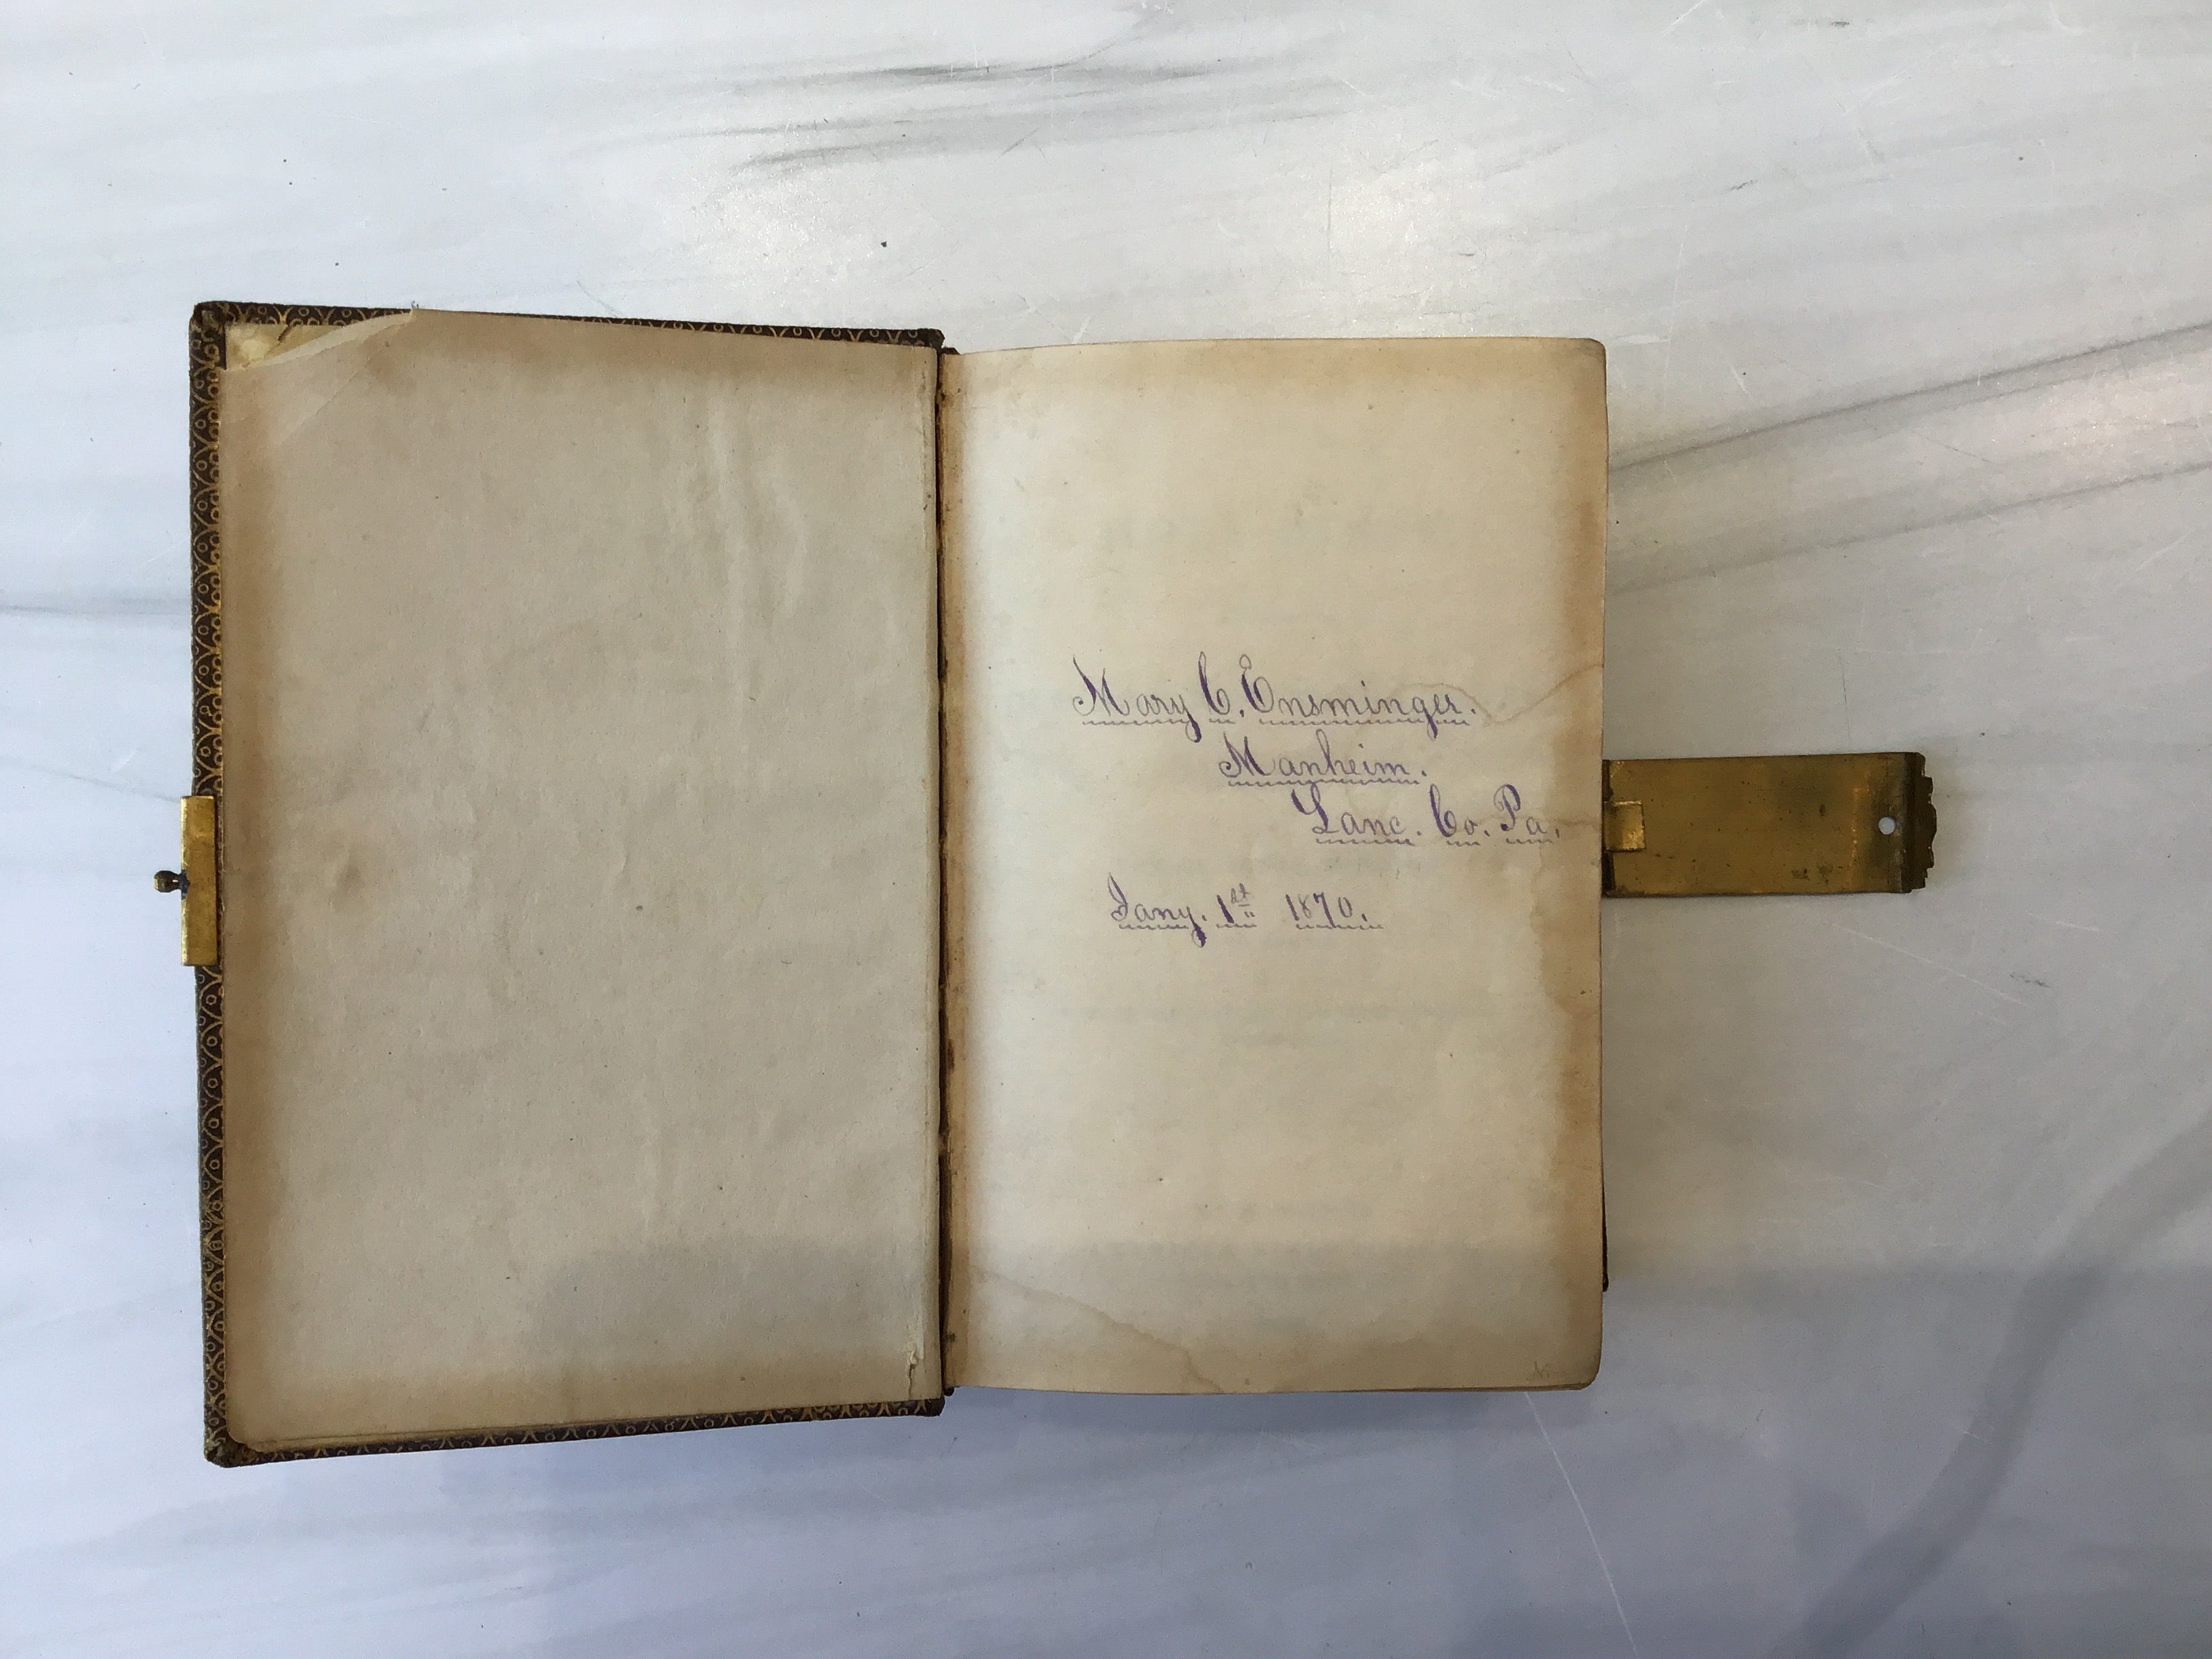 Mary C. Ensminger.
Manheim.
Lanc. Co. Pa.
Jany. 1st 1870.